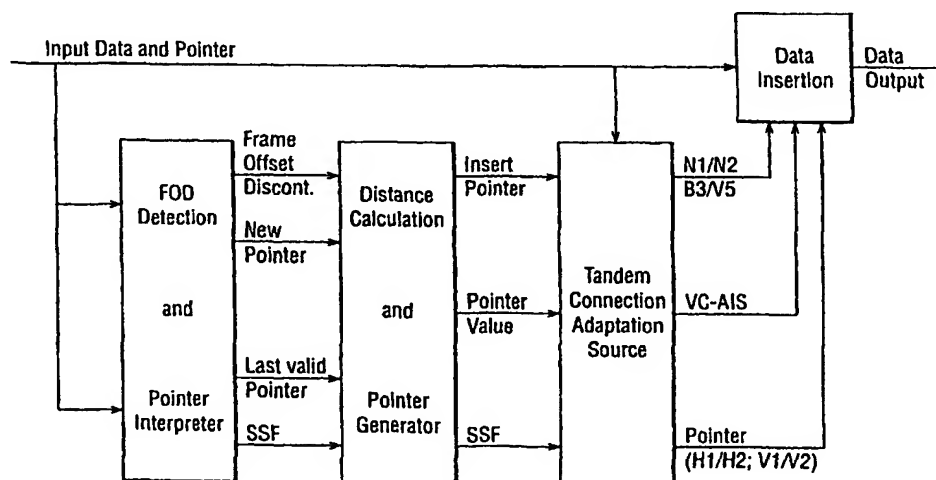 Input Data and Pointer
Data
Insertion
Data
Output
FOD
Detection
and
Pointer
Interpreter
Frame
Offset
Discont.
New
Pointer
Last valid
Pointer
SSF
Distance
Calculation
and
Pointer
Generator
Insert
Pointer
Pointer
Value
SSF
Tandem
Connection
Adaptation
Source
N1/N2
B3/V5
VC-AIS
Pointer
(H1/H2; V1/V2)